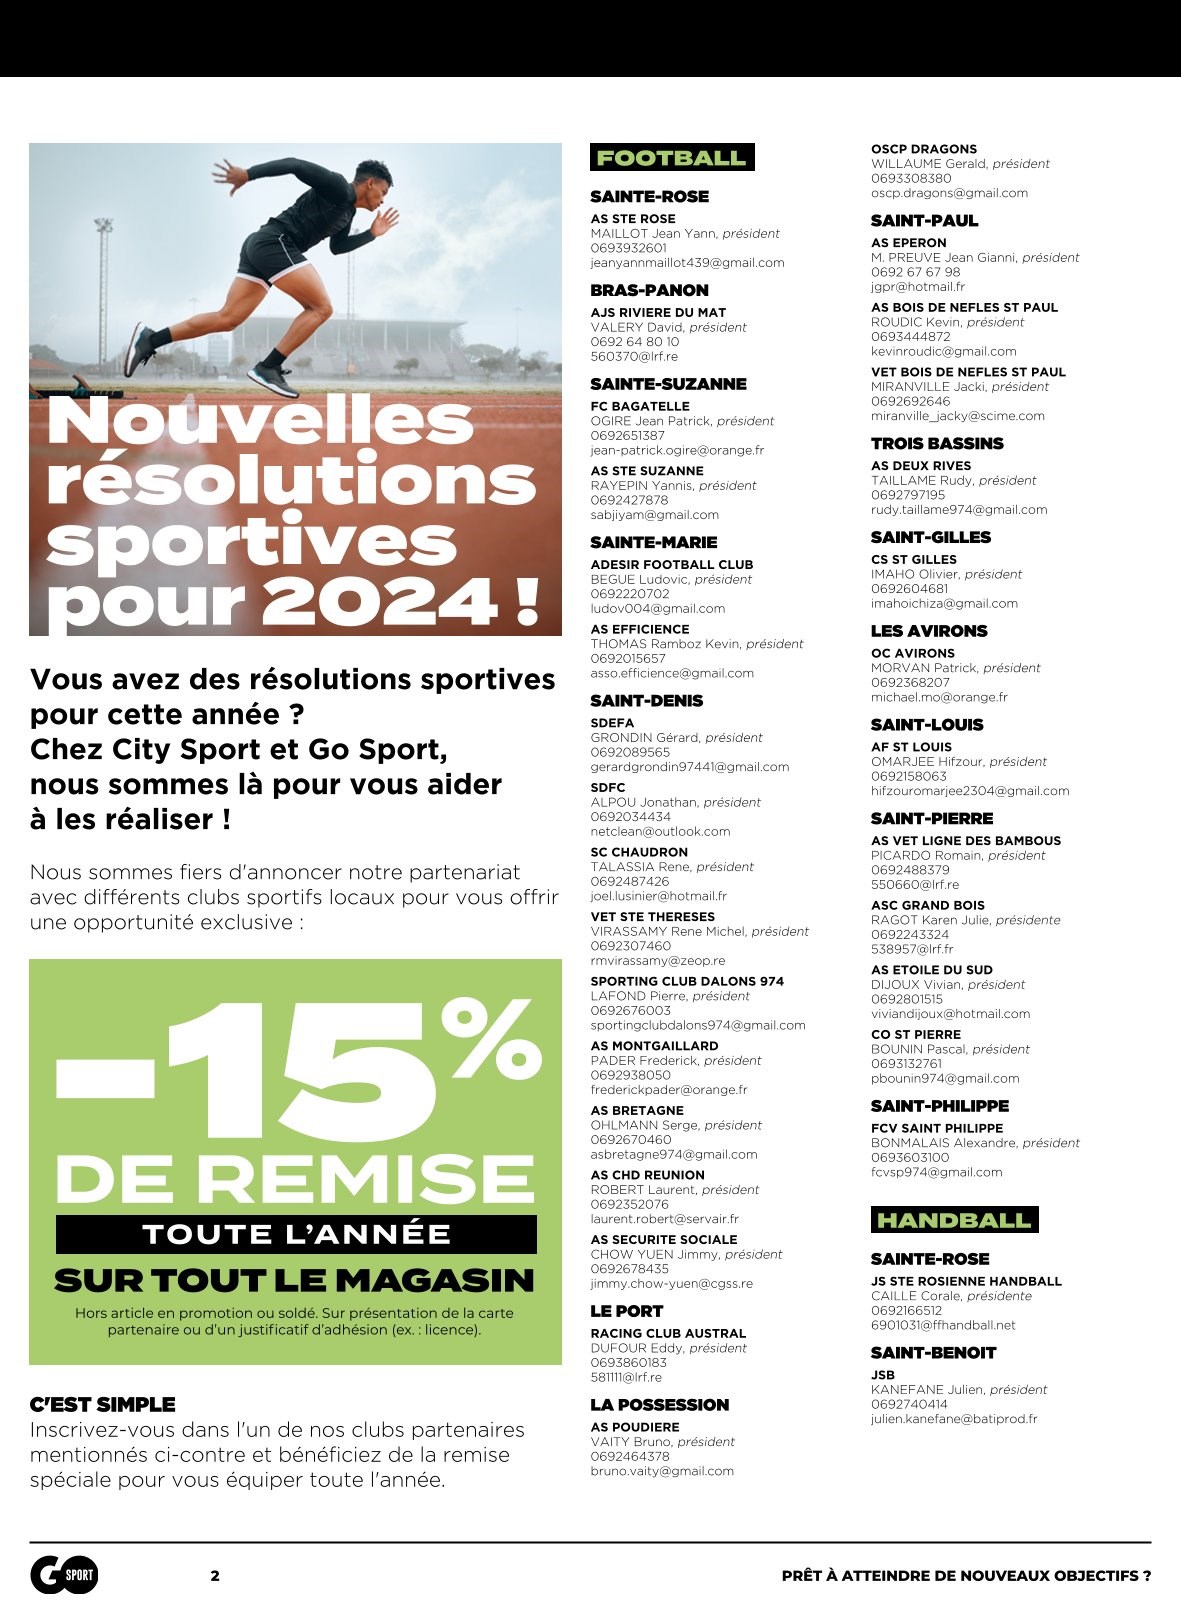 Nouvelles
résolutions
sportives
pour 2024 !
Vous avez des résolutions sportives
pour cette année ?
Chez City Sport et Go Sport,
nous sommes là pour vous aider
à les réaliser !
Nous sommes fiers d'annoncer notre partenariat
avec différents clubs sportifs locaux pour vous offrir
une opportunité exclusive :
-15%
DE REMISE
TOUTE L'ANNÉE
SUR TOUT LE MAGASIN
Hors article en promotion ou soldé. Sur présentation de la carte
partenaire ou d'un justificatif d'adhésion (ex. : licence).
C'EST SIMPLE
Inscrivez-vous dans l'un de nos clubs partenaires
mentionnés ci-contre et bénéficiez de la remise
spéciale pour vous équiper toute l'année.
FOOTBALL
SAINTE-ROSE
AS STE ROSE
MAILLOT Jean Yann, président
0693932601
jeanyannmaillot439@gmail.com
BRAS-PANON
AJS RIVIERE DU MAT
VALERY David, président
0692 64 80 10
560370@lrf.re
SAINTE-SUZANNE
FC BAGATELLE
OGIRE Jean Patrick, président
0692651387
jean-patrick.ogire@orange.fr
AS STE SUZANNE
RAYEPIN Yannis, président
0692427878
sabjiyam@gmail.com
SAINTE-MARIE
ADESIR FOOTBALL CLUB
BEGUE Ludovic, président
0692220702
ludov004@gmail.com
AS EFFICIENCE
THOMAS Ramboz Kevin, président
0692015657
asso.efficience@gmail.com
SAINT-DENIS
SDEFA
GRONDIN Gérard, président
0692089565
gerardgrondin97441@gmail.com
SDFC
ALPOU Jonathan, président
0692034434
netclean@outlook.com
SC CHAUDRON
TALASSIA Rene, président
0692487426
joel.lusinier@hotmail.fr
VET STE THERESES
VIRASSAMY Rene Michel, président
0692307460
rmvirassamy@zeop.re
SPORTING CLUB DALONS 974
LAFOND Pierre, président
0692676003
sportingclubdalons974@gmail.com
AS MONTGAILLARD
PADER Frederick, président
0692938050
frederickpader@orange.fr
AS BRETAGNE
OHLMANN Serge, président
0692670460
asbretagne974@gmail.com
AS CHD REUNION
ROBERT Laurent, président
0692352076
laurent.robert@servair.fr
AS SECURITE SOCIALE
CHOW YUEN Jimmy, président
0692678435
jimmy.chow-yuen@cgss.re
LE PORT
RACING CLUB AUSTRAL
DUFOUR Eddy, président
0693860183
581111@lrf.re
LA POSSESSION
AS POUDIERE
VAITY Bruno, président
0692464378
bruno.vaity@gmail.com
OSCP DRAGONS
WILLAUME Gerald, président
0693308380
oscp.dragons@gmail.com
SAINT-PAUL
AS EPERON
M. PREUVE Jean Gianni, président
0692 67 67 98
jgpr@hotmail.fr
AS BOIS DE NEFLES ST PAUL
ROUDIC Kevin, président
0693444872
kevinroudic@gmail.com
VET BOIS DE NEFLES ST PAUL
MIRANVILLE Jacki, président
0692692646
miranville_jacky@scime.com
TROIS BASSINS
AS DEUX RIVES
TAILLAME Rudy, président
0692797195
rudy.taillame974@gmail.com
SAINT-GILLES
CS ST GILLES
IMAHO Olivier, président
0692604681
imahoichiza@gmail.com
LES AVIRONS
OC AVIRONS
MORVAN Patrick, président
0692368207
michael.mo@orange.fr
SAINT-LOUIS
AF ST LOUIS
OMARJEE Hifzour, président
0692158063
hifzouromarjee2304@gmail.com
SAINT-PIERRE
AS VET LIGNE DES BAMBOUS
PICARDO Romain, président
0692488379
550660@lrf.re
ASC GRAND BOIS
RAGOT Karen Julie, présidente
0692243324
538957@lrf.fr
AS ETOILE DU SUD
DIJOUX Vivian, président
0692801515
viviandijoux@hotmail.com
CO ST PIERRE
BOUNIN Pascal, président
0693132761
pbounin974@gmail.com
SAINT-PHILIPPE
FCV SAINT PHILIPPE
BONMALAIS Alexandre, président
0693603100
fcvsp974@gmail.com
HANDBALL
SAINTE-ROSE
JS STE ROSIENNE HANDBALL
CAILLE Corale, présidente
0692166512
6901031@ffhandball.net
SAINT-BENOIT
JSB
KANEFANE Julien, président
0692740414
julien.kanefane@batiprod.fr
GO SPORT
2
PRÊT À ATTEINDRE DE NOUVEAUX OBJECTIFS ?